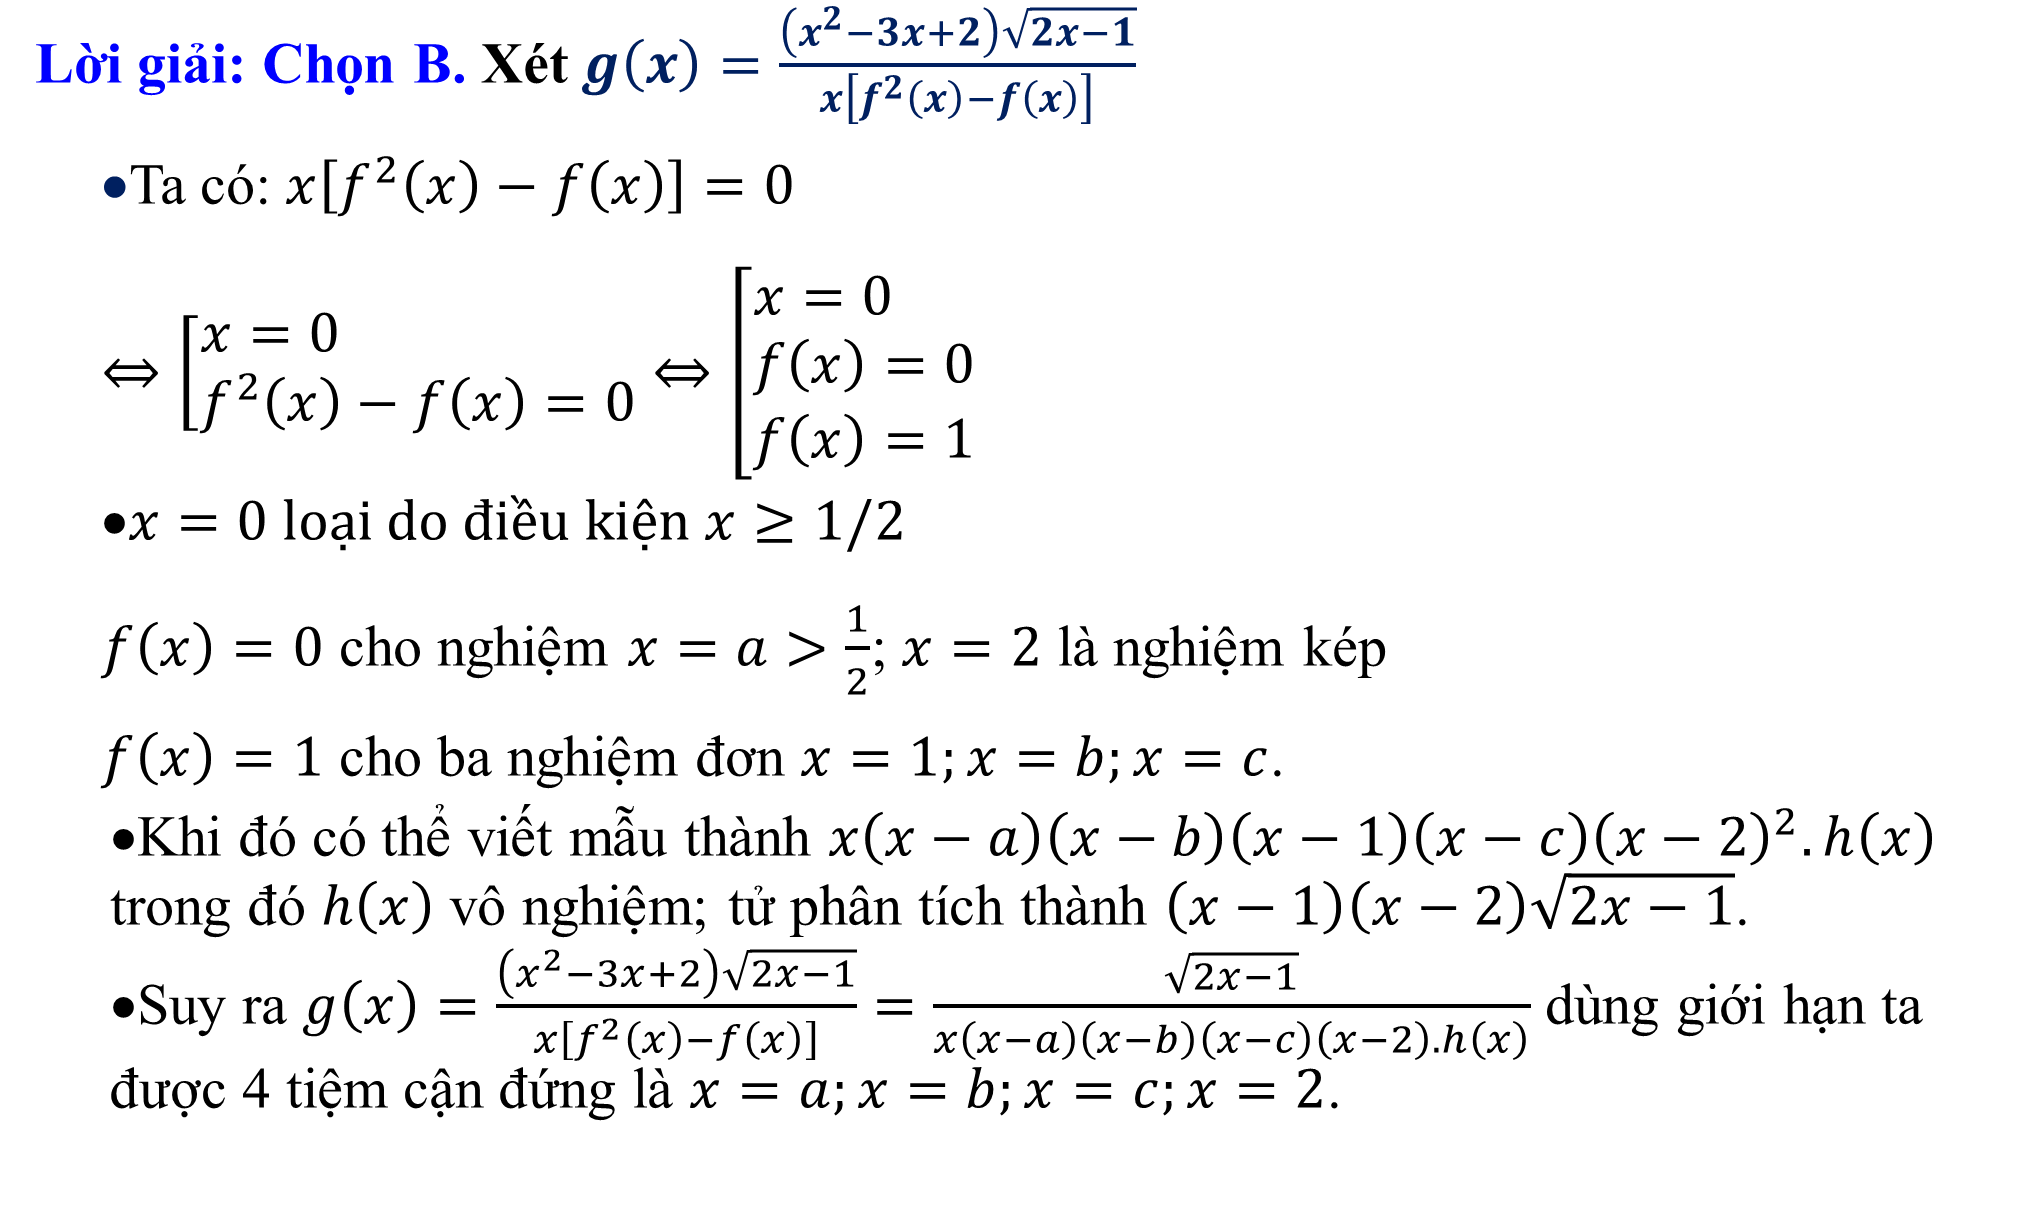 Lời giải: Chọn B. Xét g(x) = (x²−3x+2)√(2x−1) / x[f²(x)−f(x)]
•Ta có: x[f²(x) − f(x)] = 0
⇔ [x = 0; f²(x) − f(x) = 0 ⇔ [x = 0; f(x) = 0; f(x) = 1
•x = 0 loại do điều kiện x ≥ 1/2
f(x) = 0 cho nghiệm x = a > 1/2; x = 2 là nghiệm kép
f(x) = 1 cho ba nghiệm đơn x = 1; x = b; x = c.
•Khi đó có thể viết mẫu thành x(x − a)(x − b)(x − 1)(x − c)(x − 2)².h(x)
trong đó h(x) vô nghiệm; tử phân tích thành (x − 1)(x − 2)√(2x − 1).
•Suy ra g(x) = (x²−3x+2)√(2x−1) / x[f²(x)−f(x)] = √(2x−1) / x(x−a)(x−b)(x−c)(x−2).h(x) dùng giới hạn ta
được 4 tiệm cận đứng là x = a; x = b; x = c; x = 2.